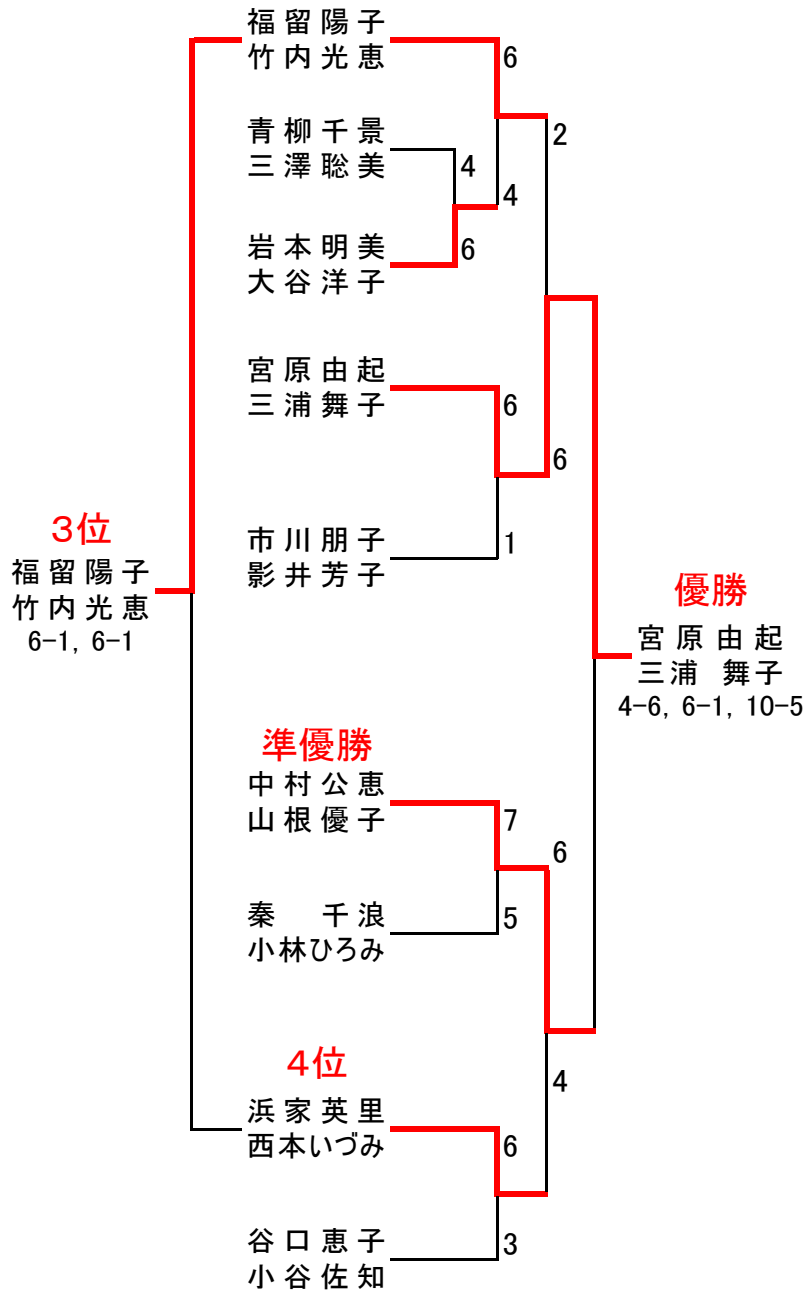 福留陽子
竹内光恵
6
2
青柳千景
三澤聡美
4
4
岩本明美
大谷洋子
6
宮原由起
三浦舞子
6
6
市川朋子
影井芳子
1
3位
福留陽子
竹内光恵
6-1, 6-1
優勝
宮原由起
三浦 舞子
4-6, 6-1, 10-5
準優勝
中村公恵
山根優子
7
6
秦 千浪
小林ひろみ
5
4位
4
浜家英里
西本いづみ
6
谷口恵子
小谷佐知
3